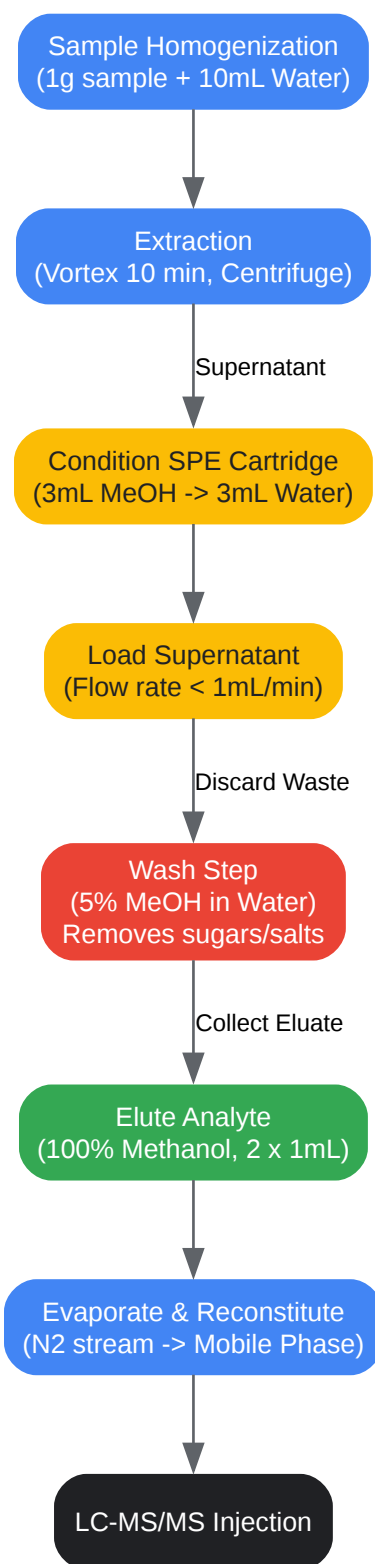 Sample Homogenization
(1g sample + 10mL Water)
Extraction
(Vortex 10 min, Centrifuge)
Supernatant
Condition SPE Cartridge
(3mL MeOH -> 3mL Water)
Load Supernatant
(Flow rate < 1mL/min)
Discard Waste
Wash Step
(5% MeOH in Water)
Removes sugars/salts
Collect Eluate
Elute Analyte
(100% Methanol, 2 x 1mL)
Evaporate & Reconstitute
(N2 stream -> Mobile Phase)
LC-MS/MS Injection